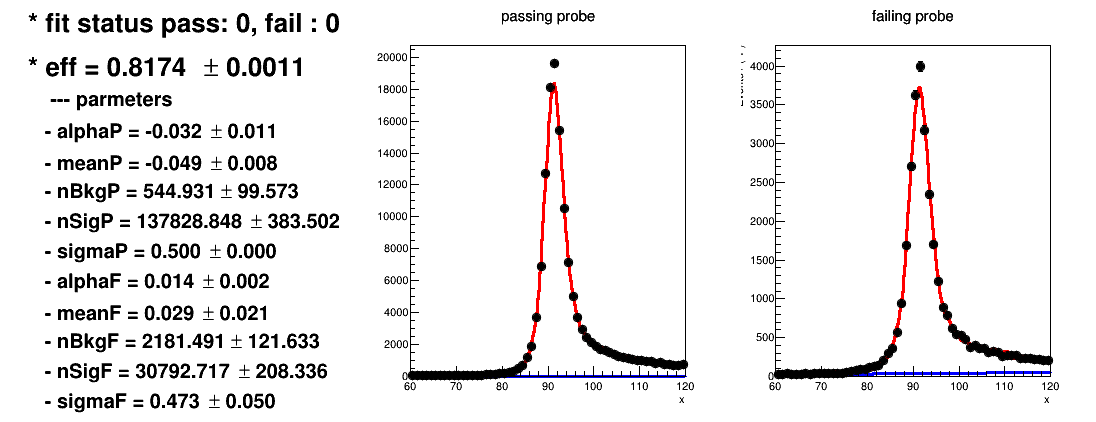 * fit status pass: 0, fail : 0
* eff = 0.8174 ± 0.0011
--- parmeters
- alphaP = -0.032 ± 0.011
- meanP = -0.049 ± 0.008
- nBkgP = 544.931 ± 99.573
- nSigP = 137828.848 ± 383.502
- sigmaP = 0.500 ± 0.000
- alphaF = 0.014 ± 0.002
- meanF = 0.029 ± 0.021
- nBkgF = 2181.491 ± 121.633
- nSigF = 30792.717 ± 208.336
- sigmaF = 0.473 ± 0.050
passing probe
20000
18000
16000
14000
12000
10000
8000
6000
4000
2000
0
60 70 80 90 100 110 120
x
failing probe
4000
3500
3000
2500
2000
1500
1000
500
0
60 70 80 90 100 110 120
x